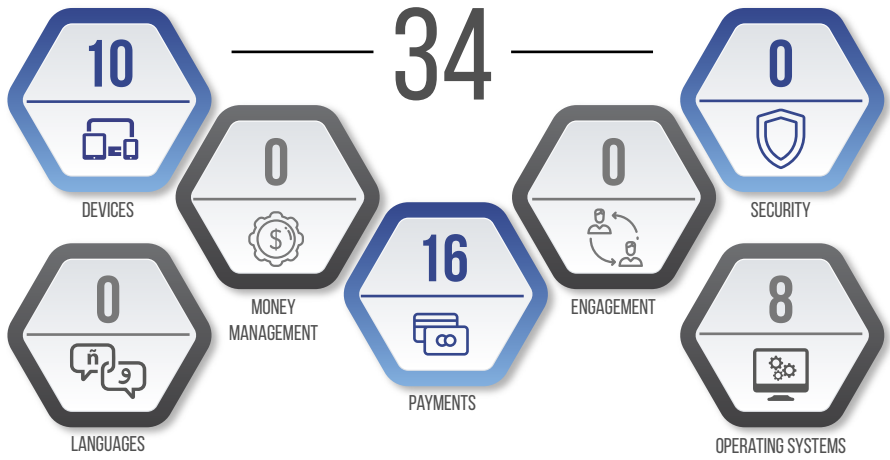 34
10
DEVICES
0
MONEY
MANAGEMENT
16
PAYMENTS
0
ENGAGEMENT
0
SECURITY
0
ñ
و
LANGUAGES
8
OPERATING SYSTEMS
$